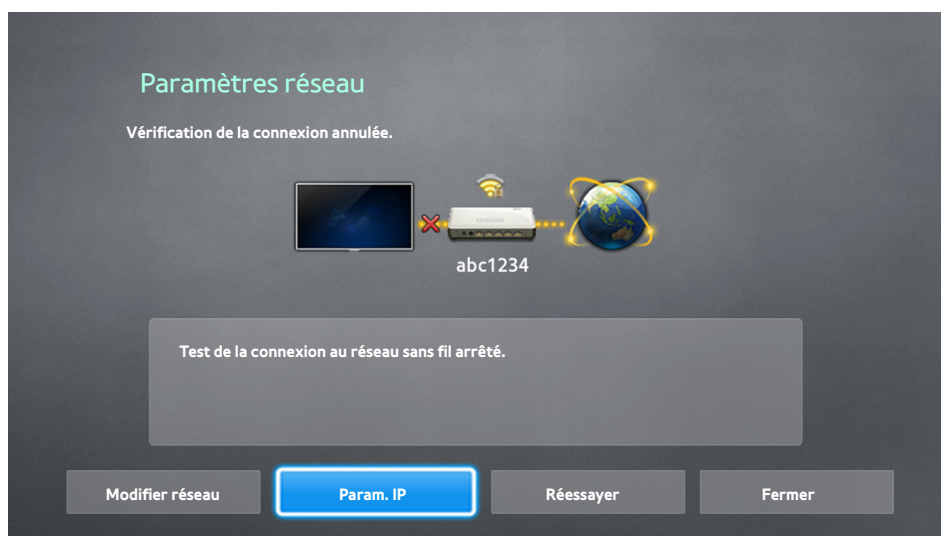 Paramètres réseau
Vérification de la connexion annulée.
SAMSUNG
abc1234
Test de la connexion au réseau sans fil arrêté.
Modifier réseau
Param. IP
Réessayer
Fermer